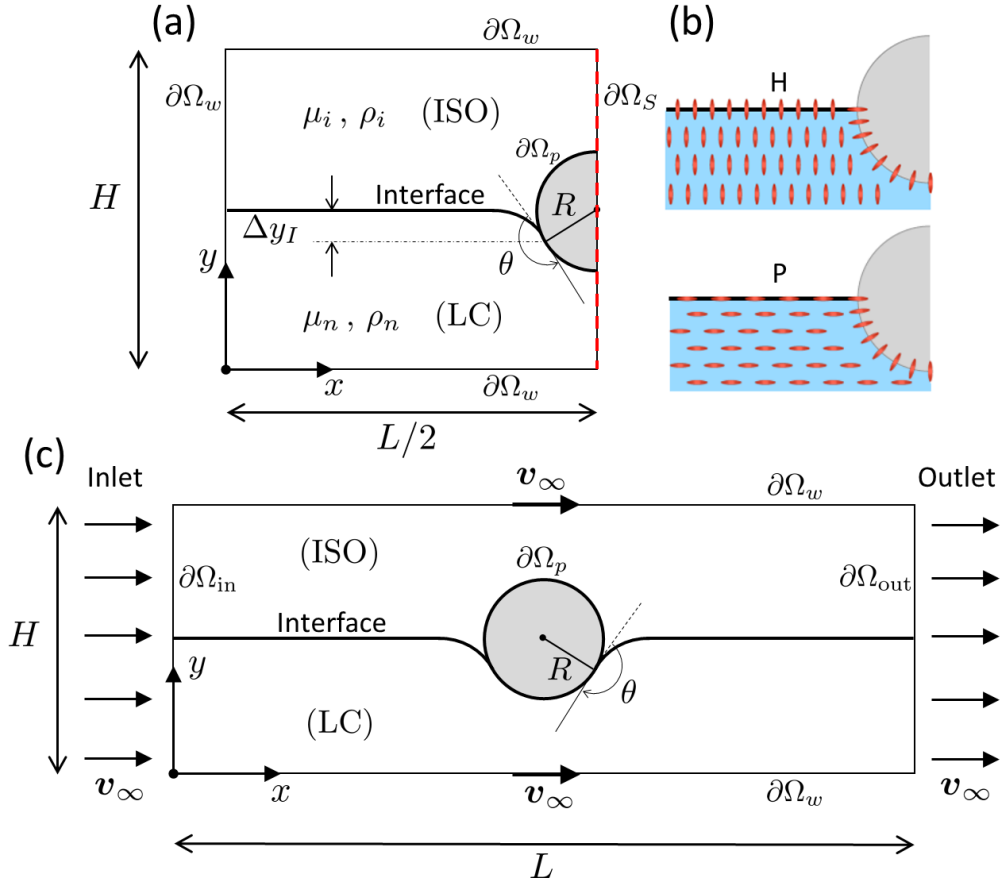 (a)
∂Ω_w
∂Ω_w
μ_i , ρ_i (ISO)
∂Ω_S
∂Ω_p
H
Interface
R
Δy_I
θ
y
μ_n , ρ_n (LC)
x
∂Ω_w
L/2
(b)
H
P
(c)
Inlet
v_∞
∂Ω_w
Outlet
(ISO)
∂Ω_p
∂Ω_in
∂Ω_out
H
Interface
y
R
θ
(LC)
v_∞
x
v_∞
∂Ω_w
v_∞
L